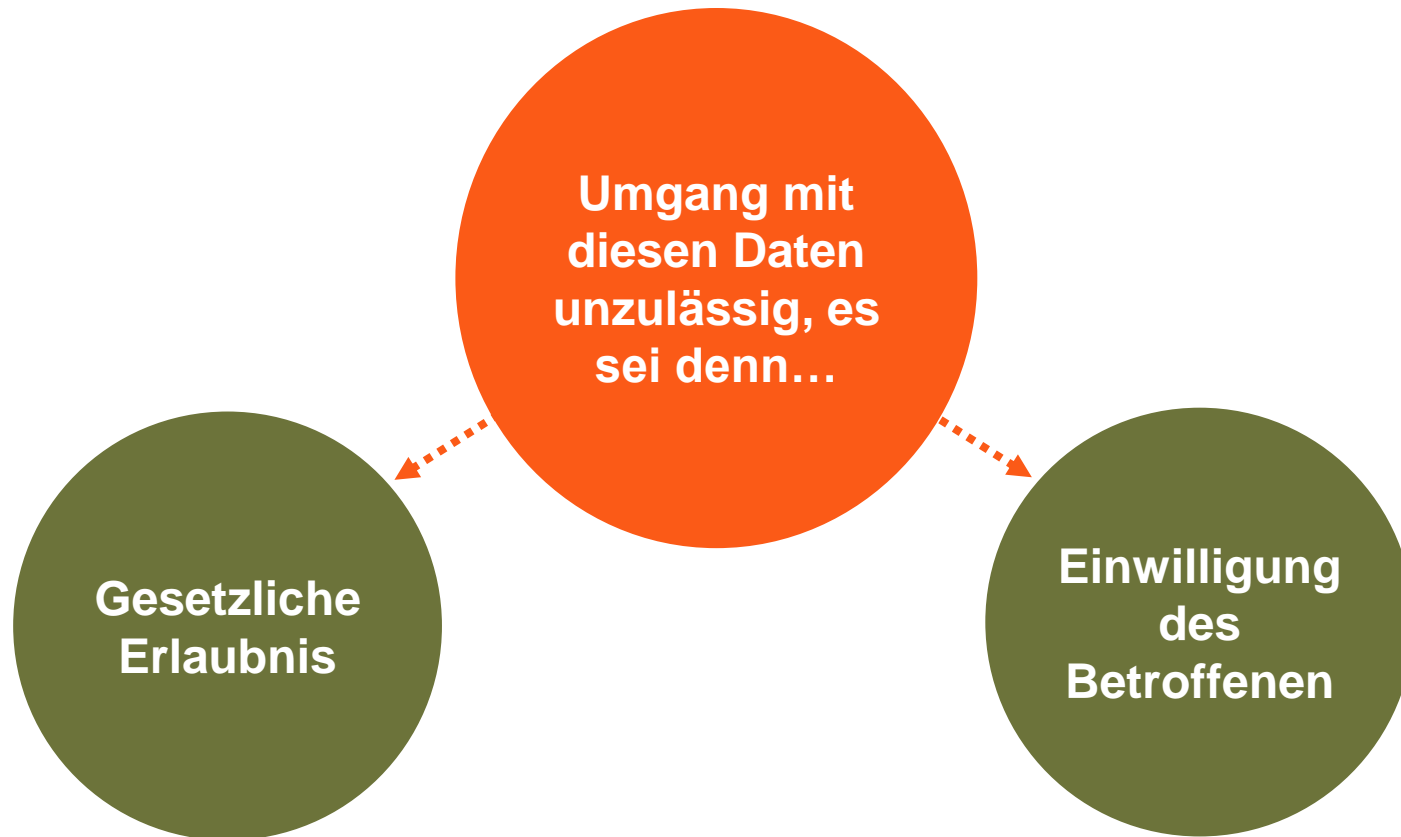 Umgang mit
diesen Daten
unzulässig, es
sei denn…
Gesetzliche
Erlaubnis
Einwilligung
des
Betroffenen